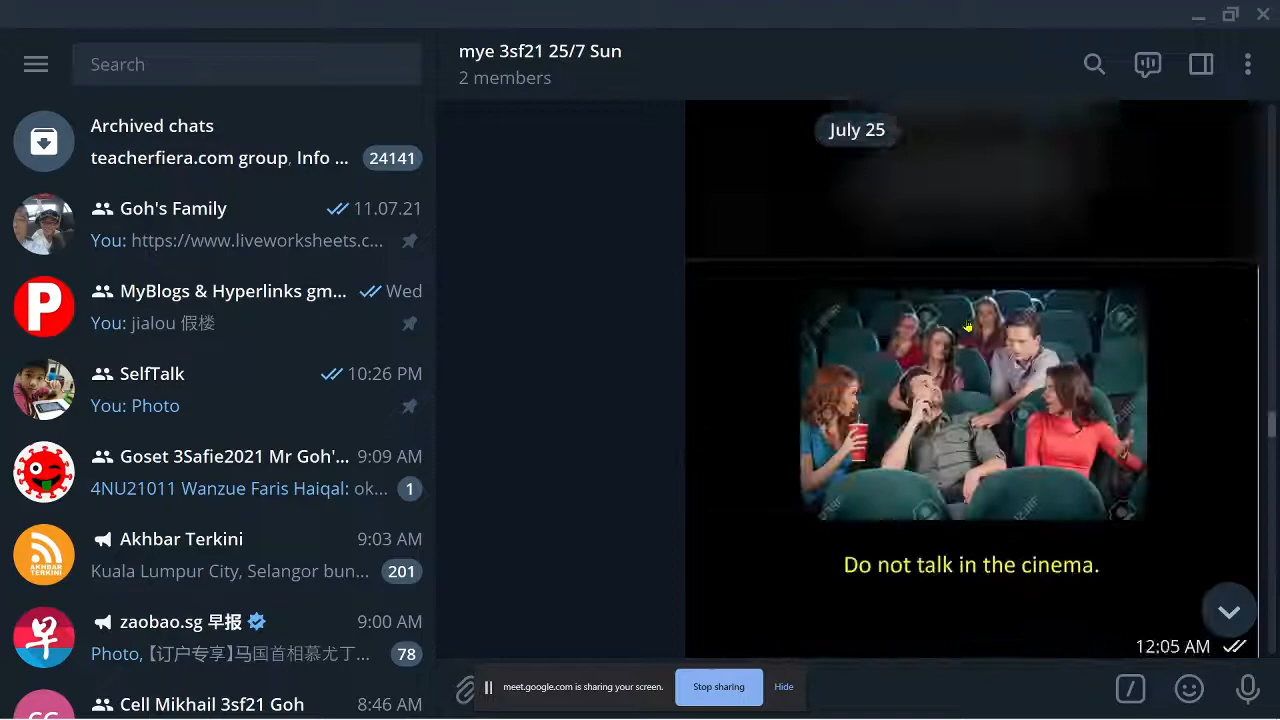 mye 3sf21 25/7 Sun
2 members
Search
Archived chats
teacherfiera.com group, Info ...
24141
Goh's Family
11.07.21
You: https://www.liveworksheets.c...
MyBlogs & Hyperlinks gm...
Wed
You: jialou 假楼
SelfTalk
10:26 PM
You: Photo
Goset 3Safie2021 Mr Goh'...
9:09 AM
4NU21011 Wanzue Faris Haiqal: ok...
1
Akhbar Terkini
9:03 AM
Kuala Lumpur City, Selangor bun...
201
zaobao.sg 早报
9:00 AM
Photo, 【订户专享】马国首相慕尤丁...
78
Cell Mikhail 3sf21 Goh
8:46 AM
July 25
Do not talk in the cinema.
12:05 AM
meet.google.com is sharing your screen.
Stop sharing
Hide
P
AKHBAR
TERKINI
早